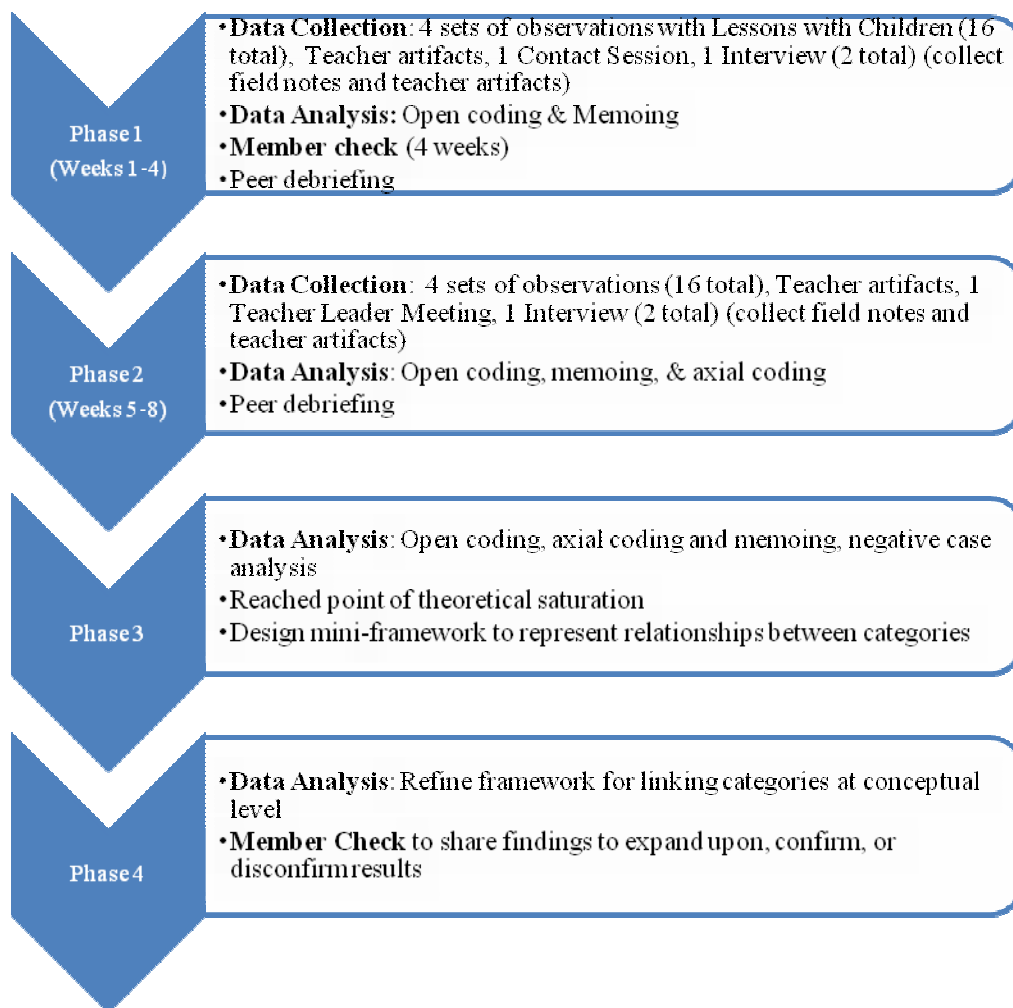 Phase 1
(Weeks 1-4)
•Data Collection: 4 sets of observations with Lessons with Children (16
total), Teacher artifacts, 1 Contact Session, 1 Interview (2 total) (collect
field notes and teacher artifacts)
•Data Analysis: Open coding & Memoing
•Member check (4 weeks)
•Peer debriefing
Phase 2
(Weeks 5-8)
•Data Collection: 4 sets of observations (16 total), Teacher artifacts, 1
Teacher Leader Meeting, 1 Interview (2 total) (collect field notes and
teacher artifacts)
•Data Analysis: Open coding, memoing, & axial coding
•Peer debriefing
Phase 3
•Data Analysis: Open coding, axial coding and memoing, negative case
analysis
•Reached point of theoretical saturation
•Design mini-framework to represent relationships between categories
Phase 4
•Data Analysis: Refine framework for linking categories at conceptual
level
•Member Check to share findings to expand upon, confirm, or
disconfirm results